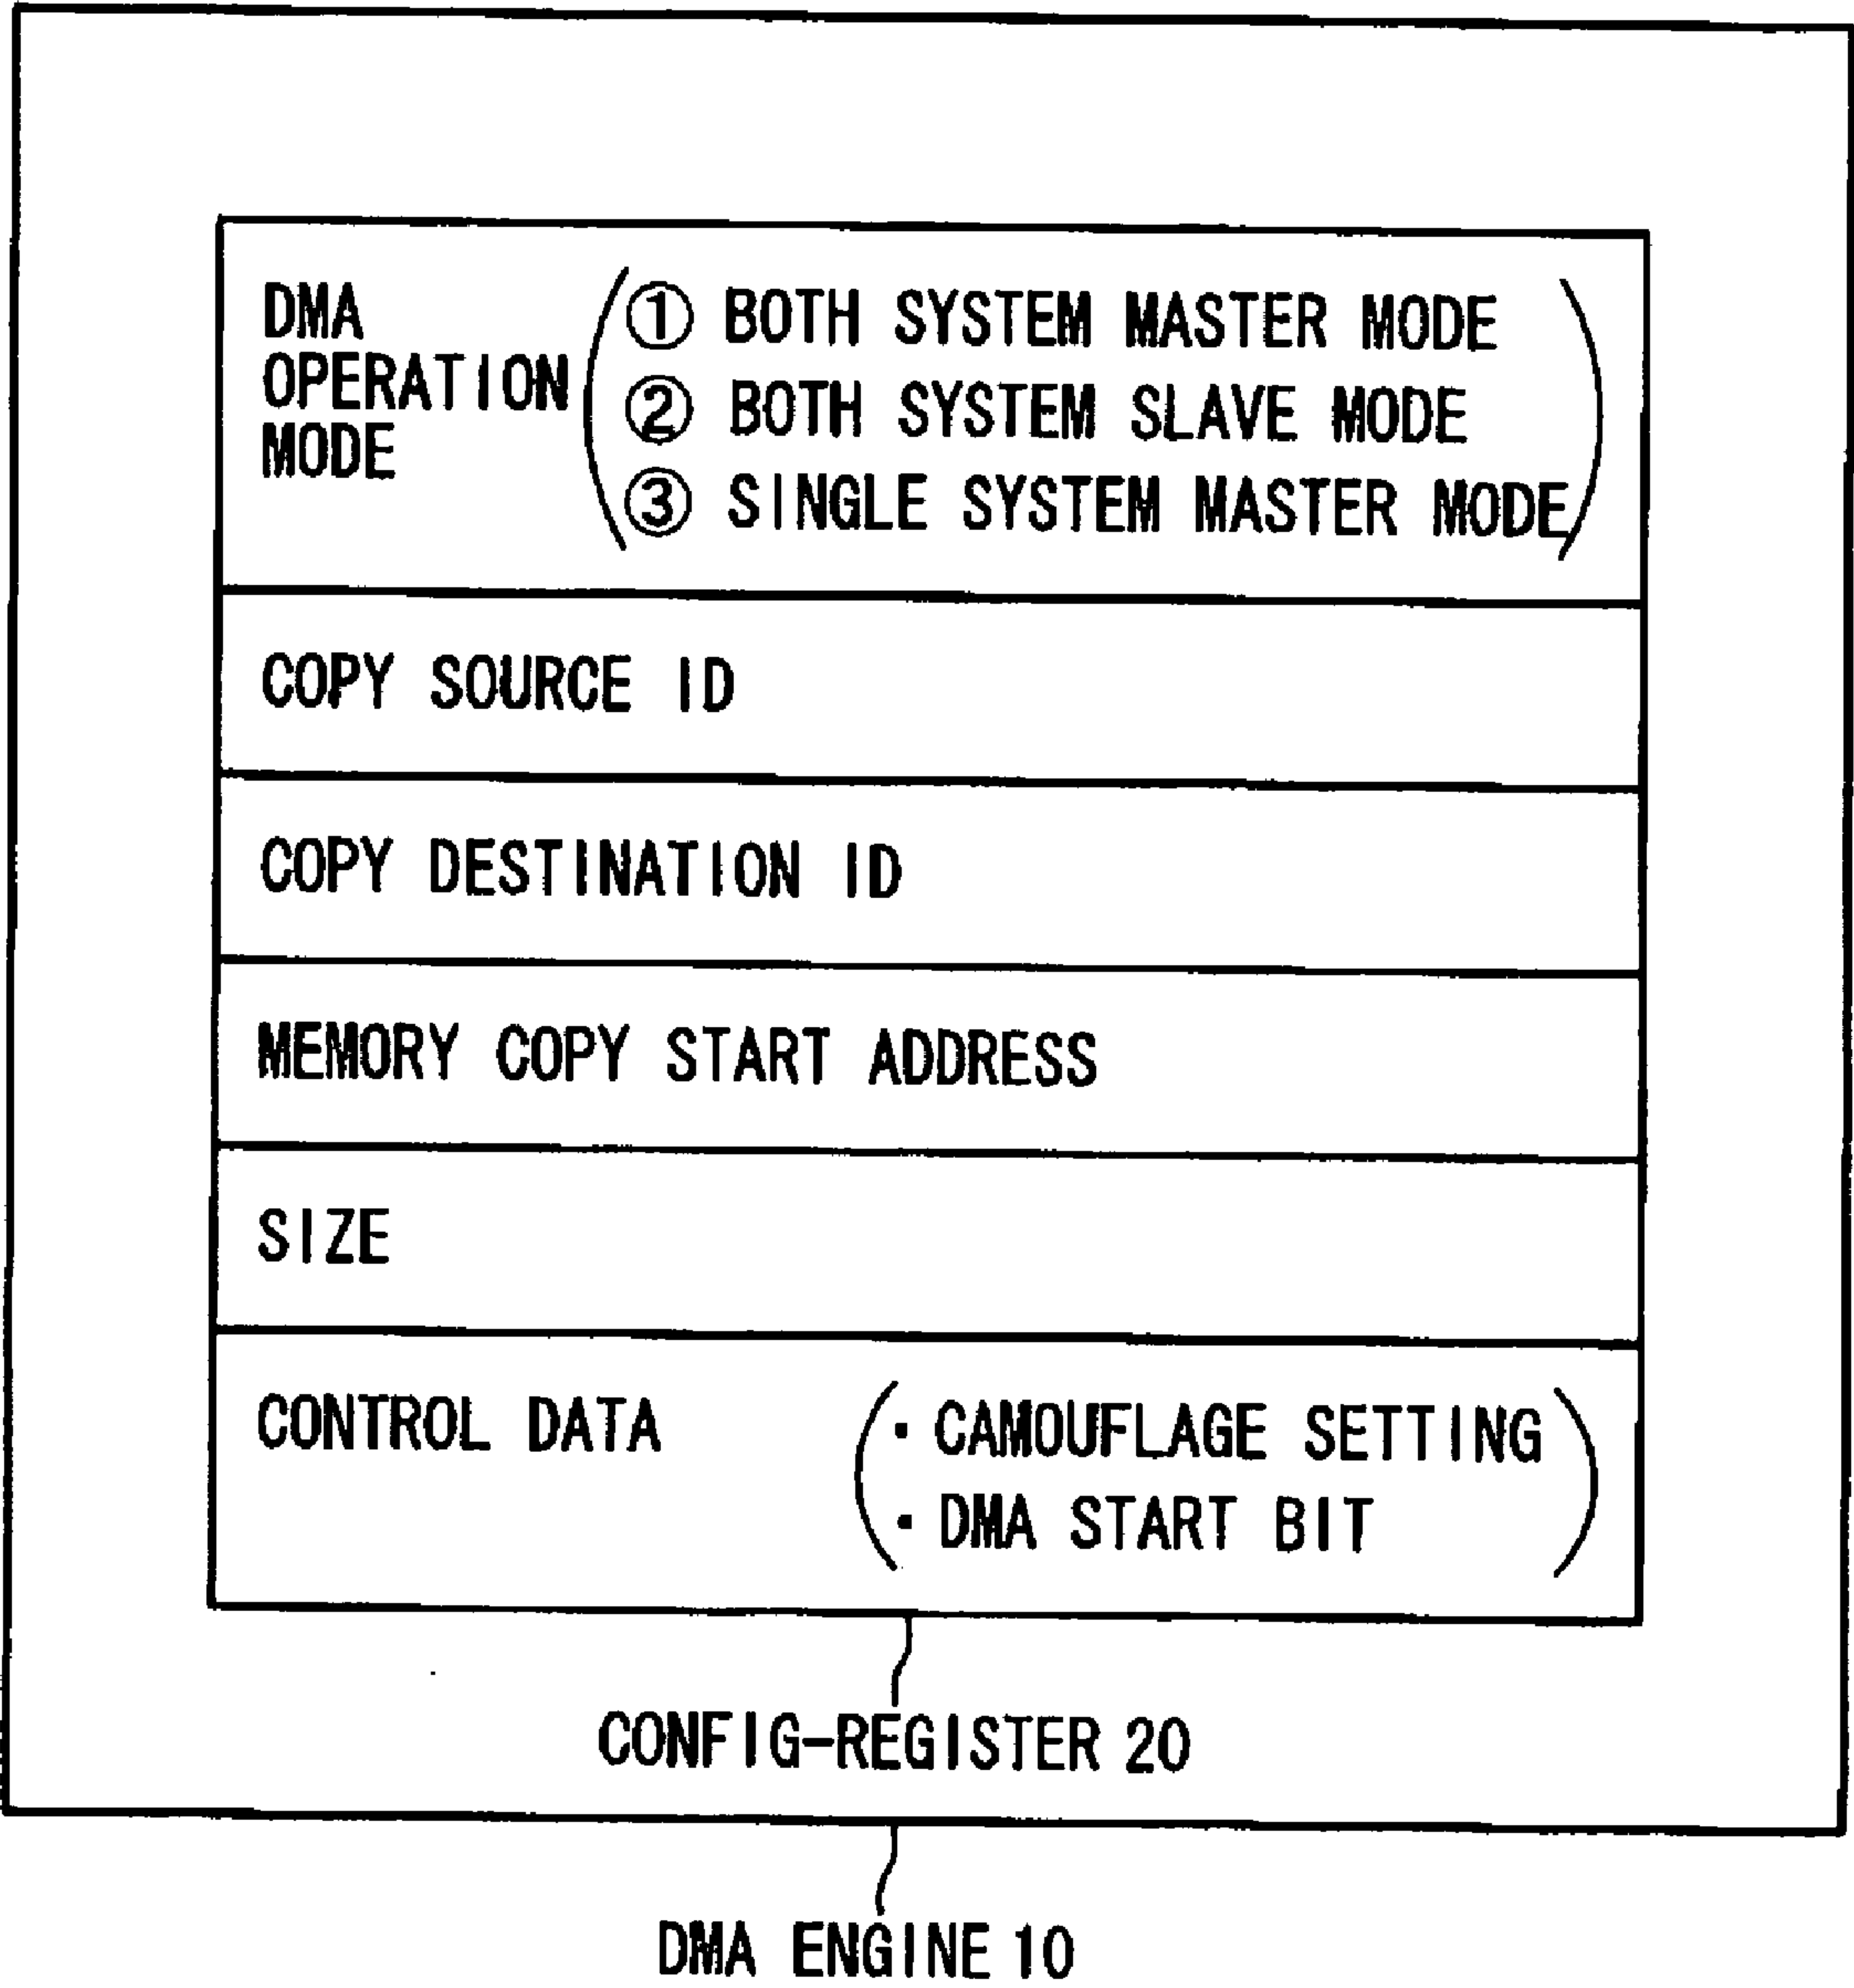 DMA
OPERATION
MODE
① BOTH SYSTEM MASTER MODE
② BOTH SYSTEM SLAVE MODE
③ SINGLE SYSTEM MASTER MODE
COPY SOURCE ID
COPY DESTINATION ID
MEMORY COPY START ADDRESS
SIZE
CONTROL DATA
・CAMOUFLAGE SETTING
・DMA START BIT
CONFIG-REGISTER 20
DMA ENGINE 10